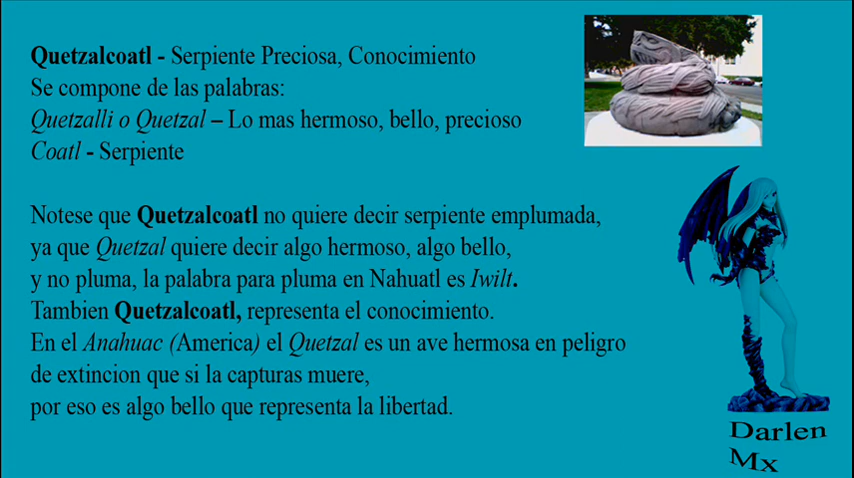 Quetzalcoatl - Serpiente Preciosa, Conocimiento
Se compone de las palabras:
Quetzalli o Quetzal – Lo mas hermoso, bello, precioso
Coatl - Serpiente
Notese que Quetzalcoatl no quiere decir serpiente emplumada,
ya que Quetzal quiere decir algo hermoso, algo bello,
y no pluma, la palabra para pluma en Nahuatl es Iwilt.
Tambien Quetzalcoatl, representa el conocimiento.
En el Anahuac (America) el Quetzal es un ave hermosa en peligro
de extincion que si la capturas muere,
por eso es algo bello que representa la libertad.
Darlen
Mx